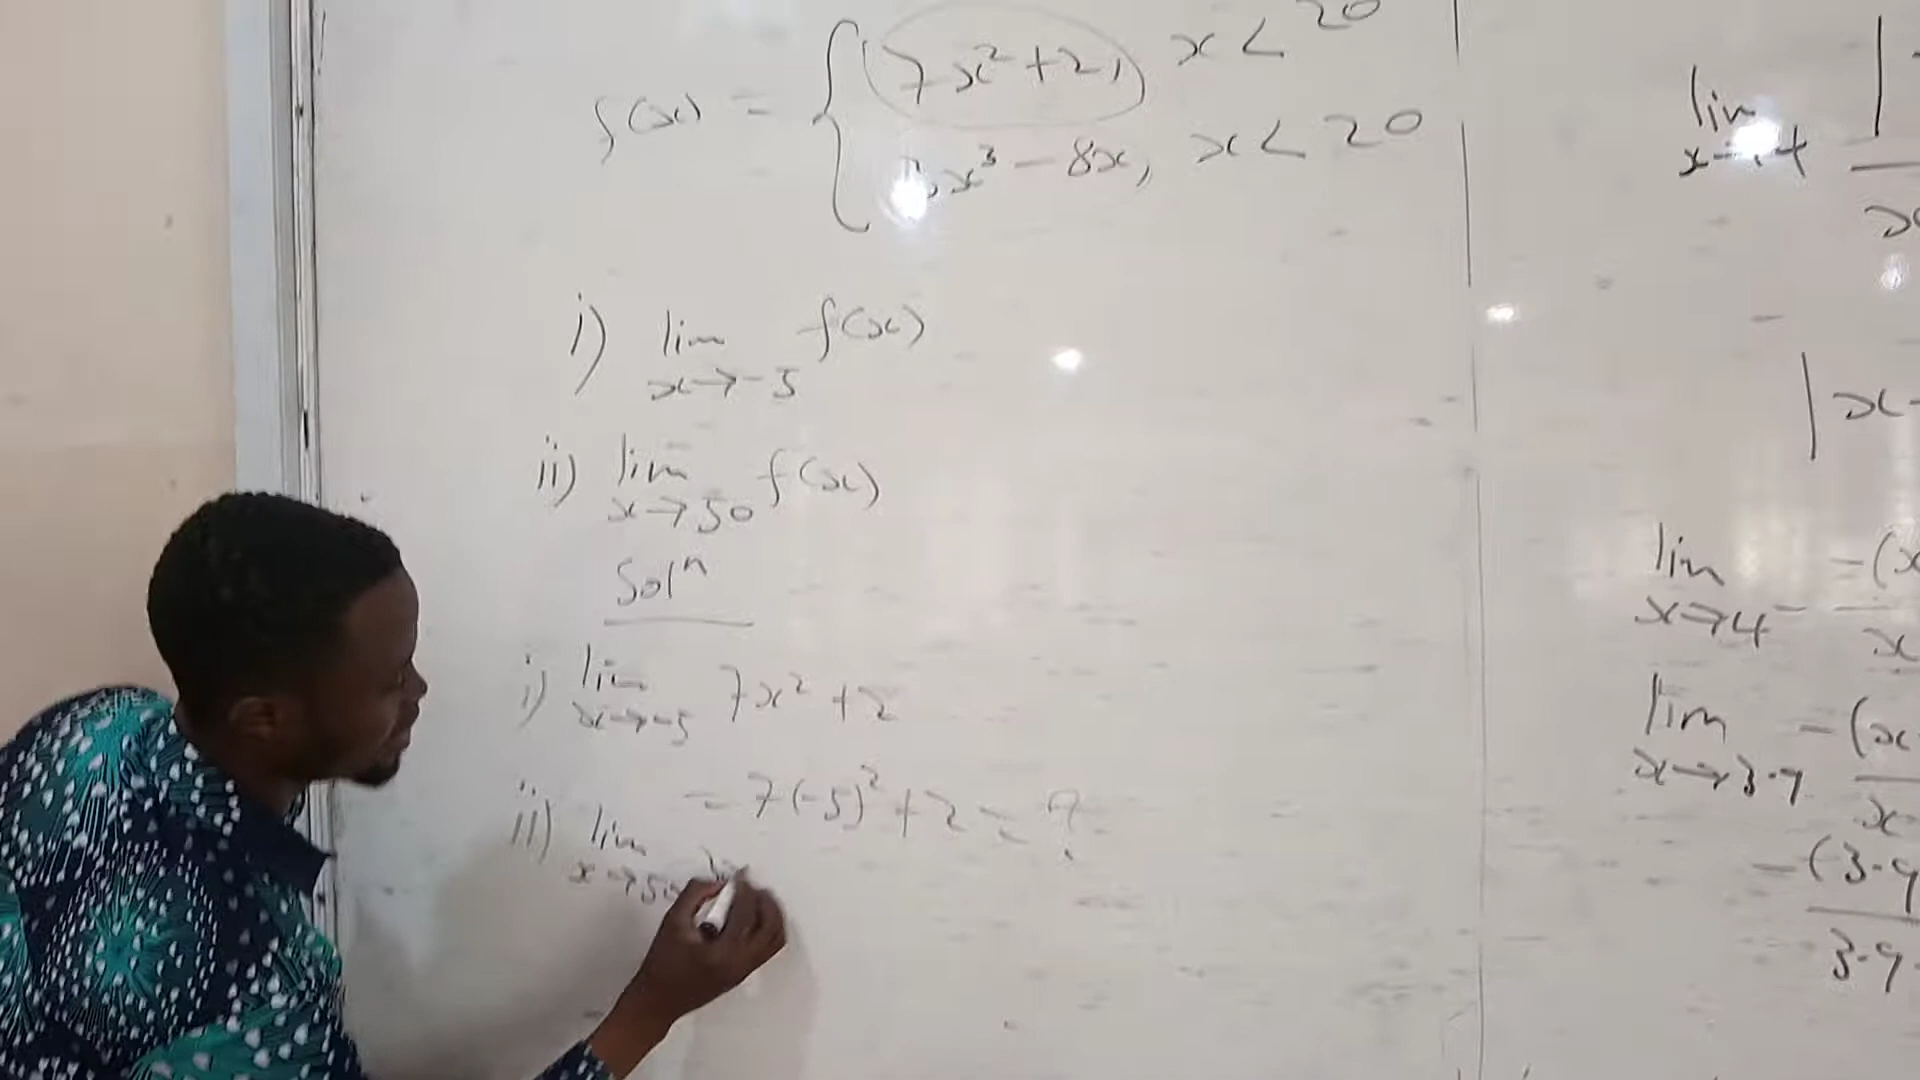 f(x) = { 7x² + 2, x < 20
x³ - 8x, x < 20
i) lim x→-5 f(x)
ii) lim x→50 f(x)
Solⁿ
i) lim x→-5 7x² + 2
= 7(-5)² + 2 = ?
ii) lim x→50
lim x→4 |
x
|x-
lim x→4⁻ -(x
x
lim x→3.9 -(x
x
-(3.9
3.9